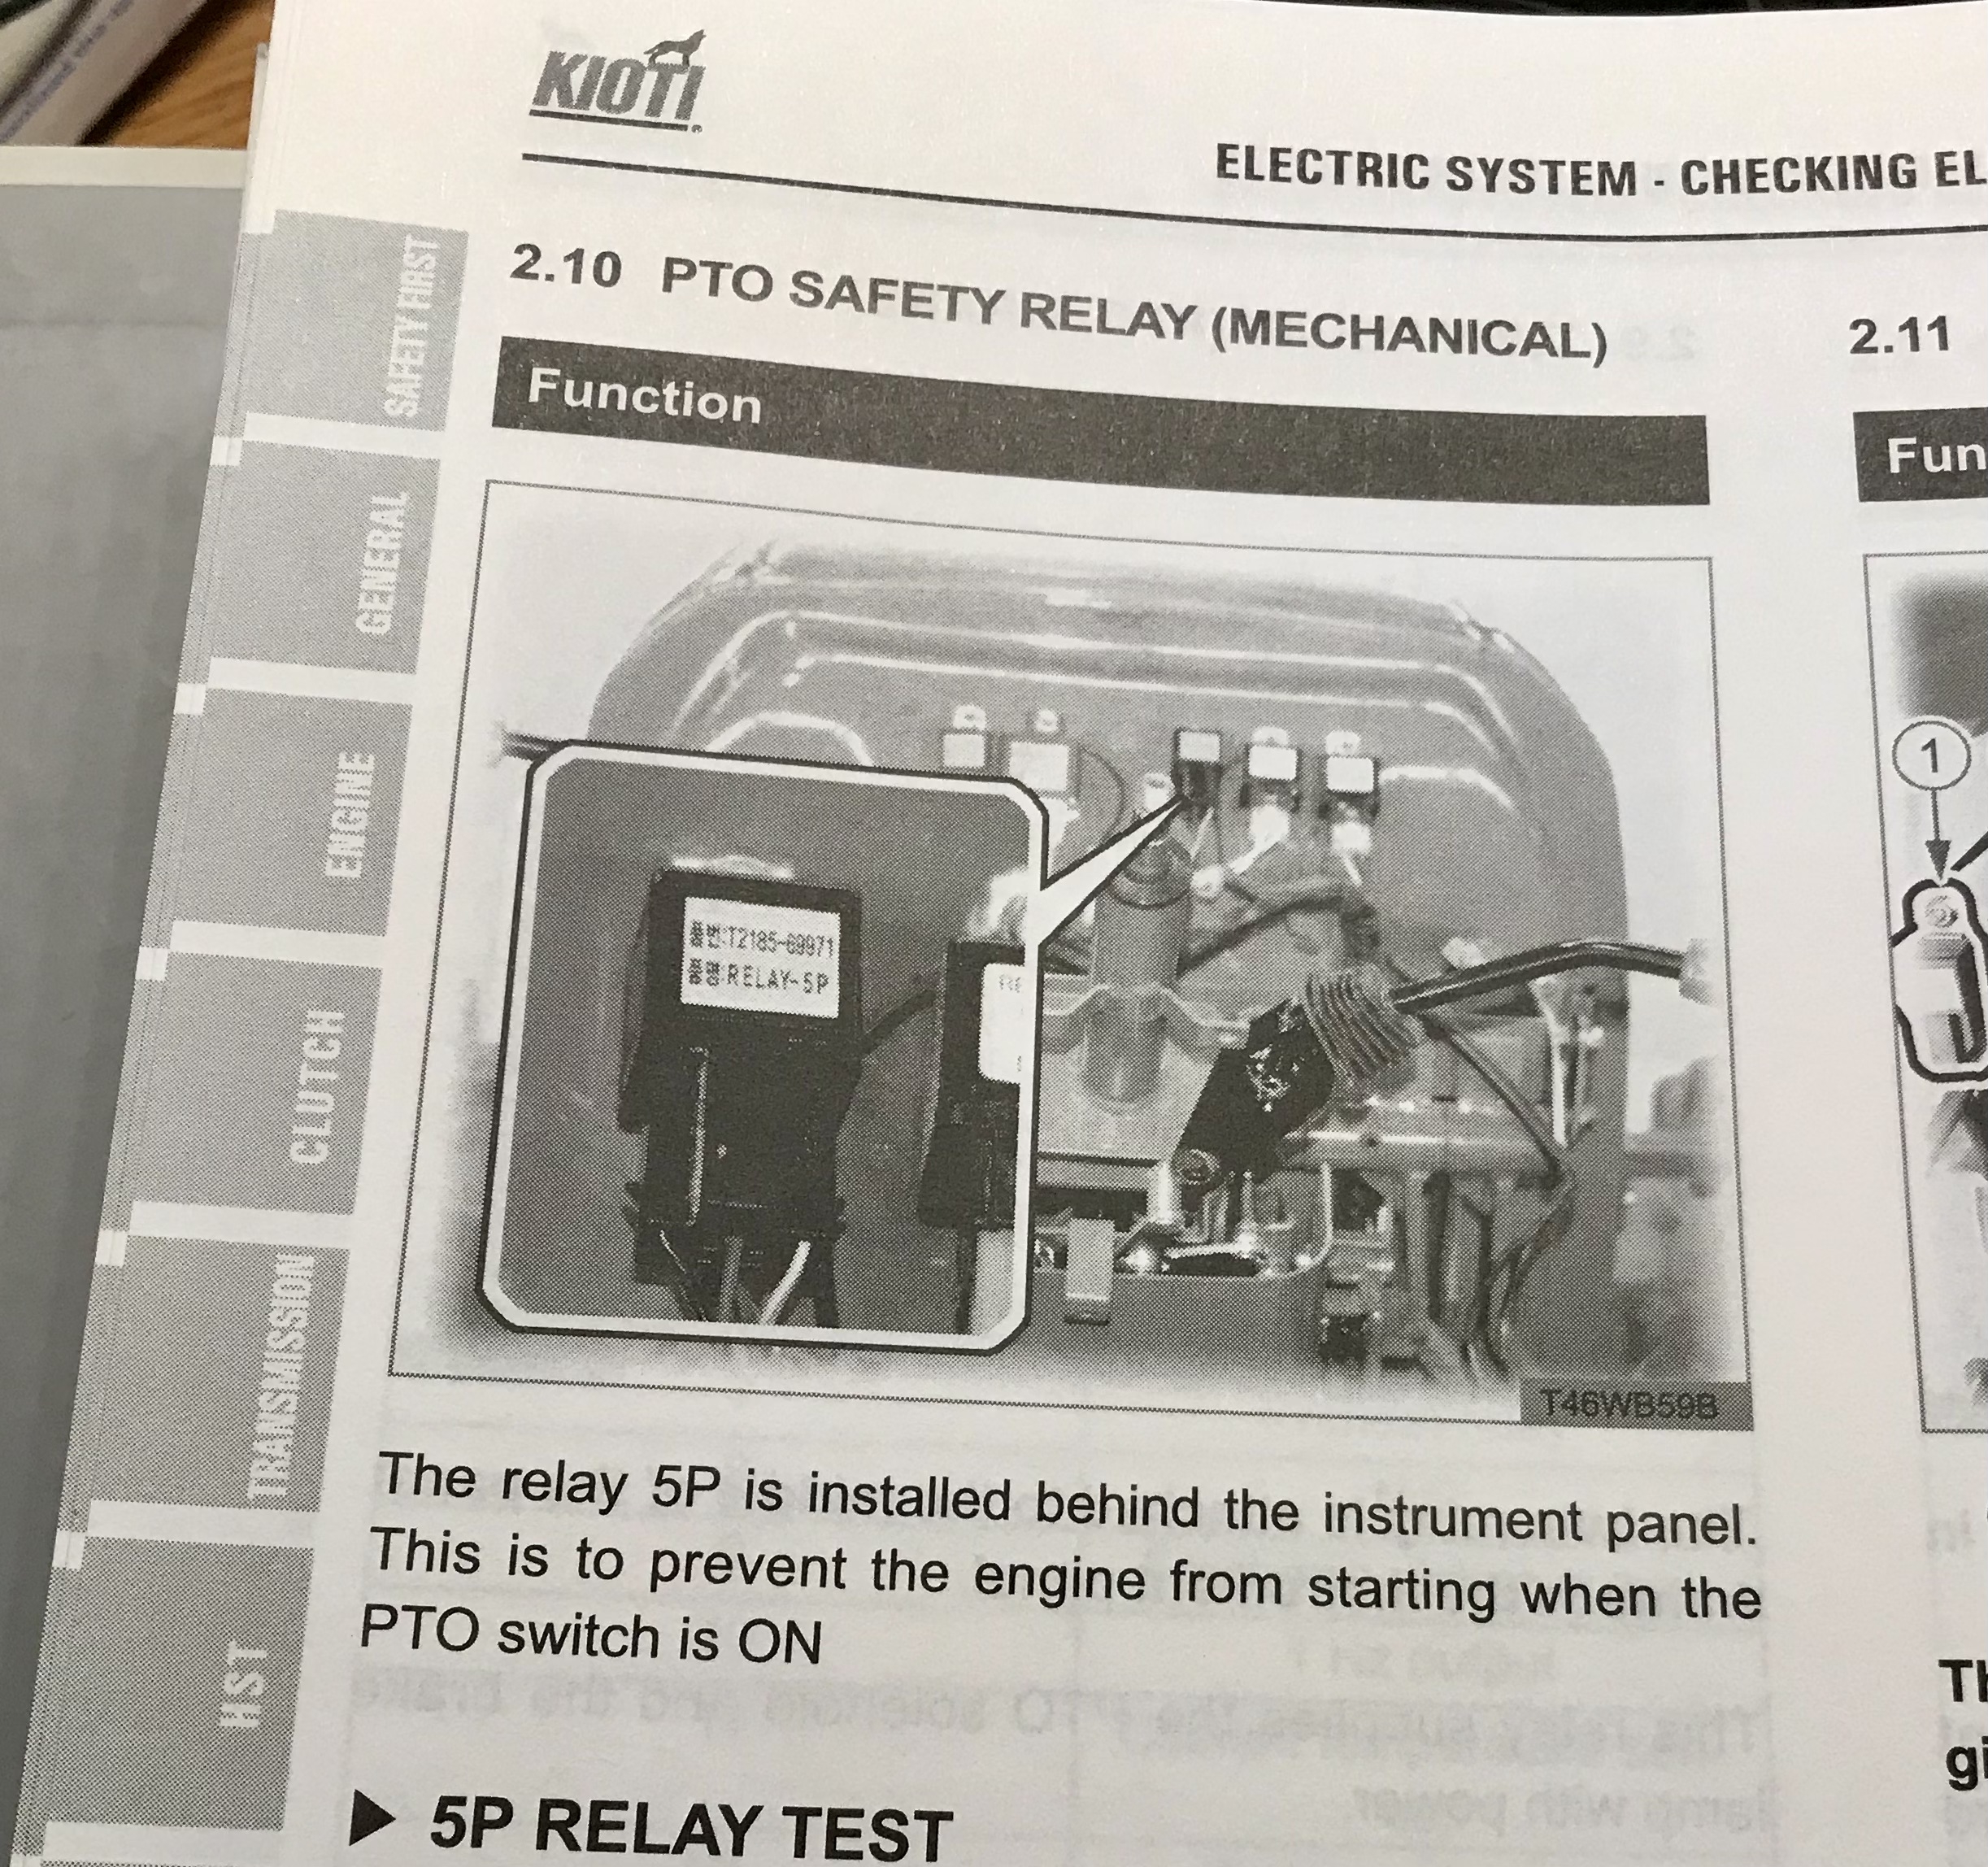 KIOTI
ELECTRIC SYSTEM - CHECKING EL
SAFETY FIRST
GENERAL
ENGINE
CLUTCH
TRANSMISSION
HST
2.10 PTO SAFETY RELAY (MECHANICAL)
Function
품번:T2185-69971
품명:RELAY-5P
T46WB59B
The relay 5P is installed behind the instrument panel.
This is to prevent the engine from starting when the
PTO switch is ON
▶ 5P RELAY TEST
2.11
Fun
1
Th
gi